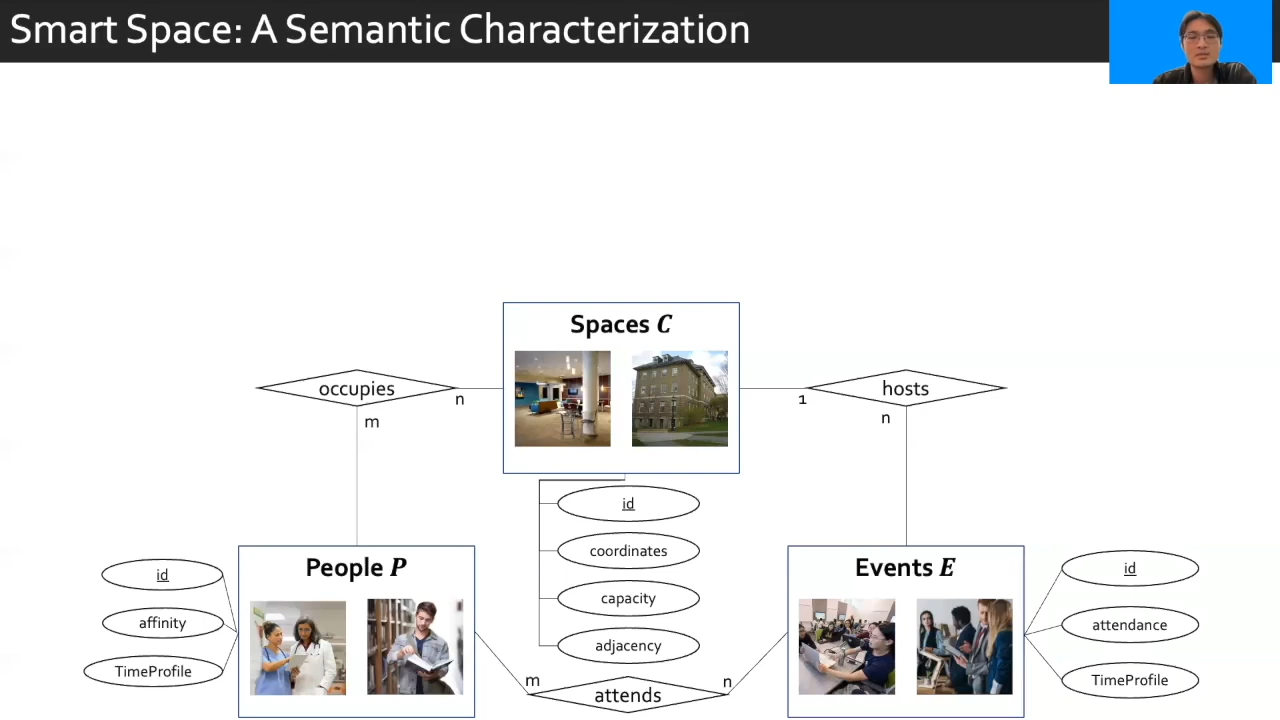 Smart Space: A Semantic Characterization
Spaces C
occupies
n
m
1
hosts
n
id
coordinates
capacity
adjacency
People P
id
affinity
TimeProfile
Events E
id
attendance
TimeProfile
m
attends
n